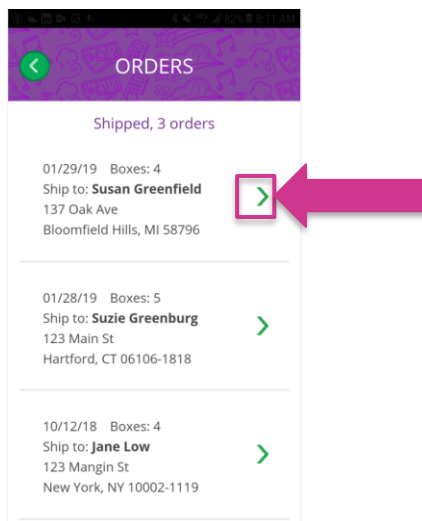 82% 8:11 AM
ORDERS
Shipped, 3 orders
01/29/19 Boxes: 4
Ship to: Susan Greenfield
137 Oak Ave
Bloomfield Hills, MI 58796
01/28/19 Boxes: 5
Ship to: Suzie Greenburg
123 Main St
Hartford, CT 06106-1818
10/12/18 Boxes: 4
Ship to: Jane Low
123 Mangin St
New York, NY 10002-1119